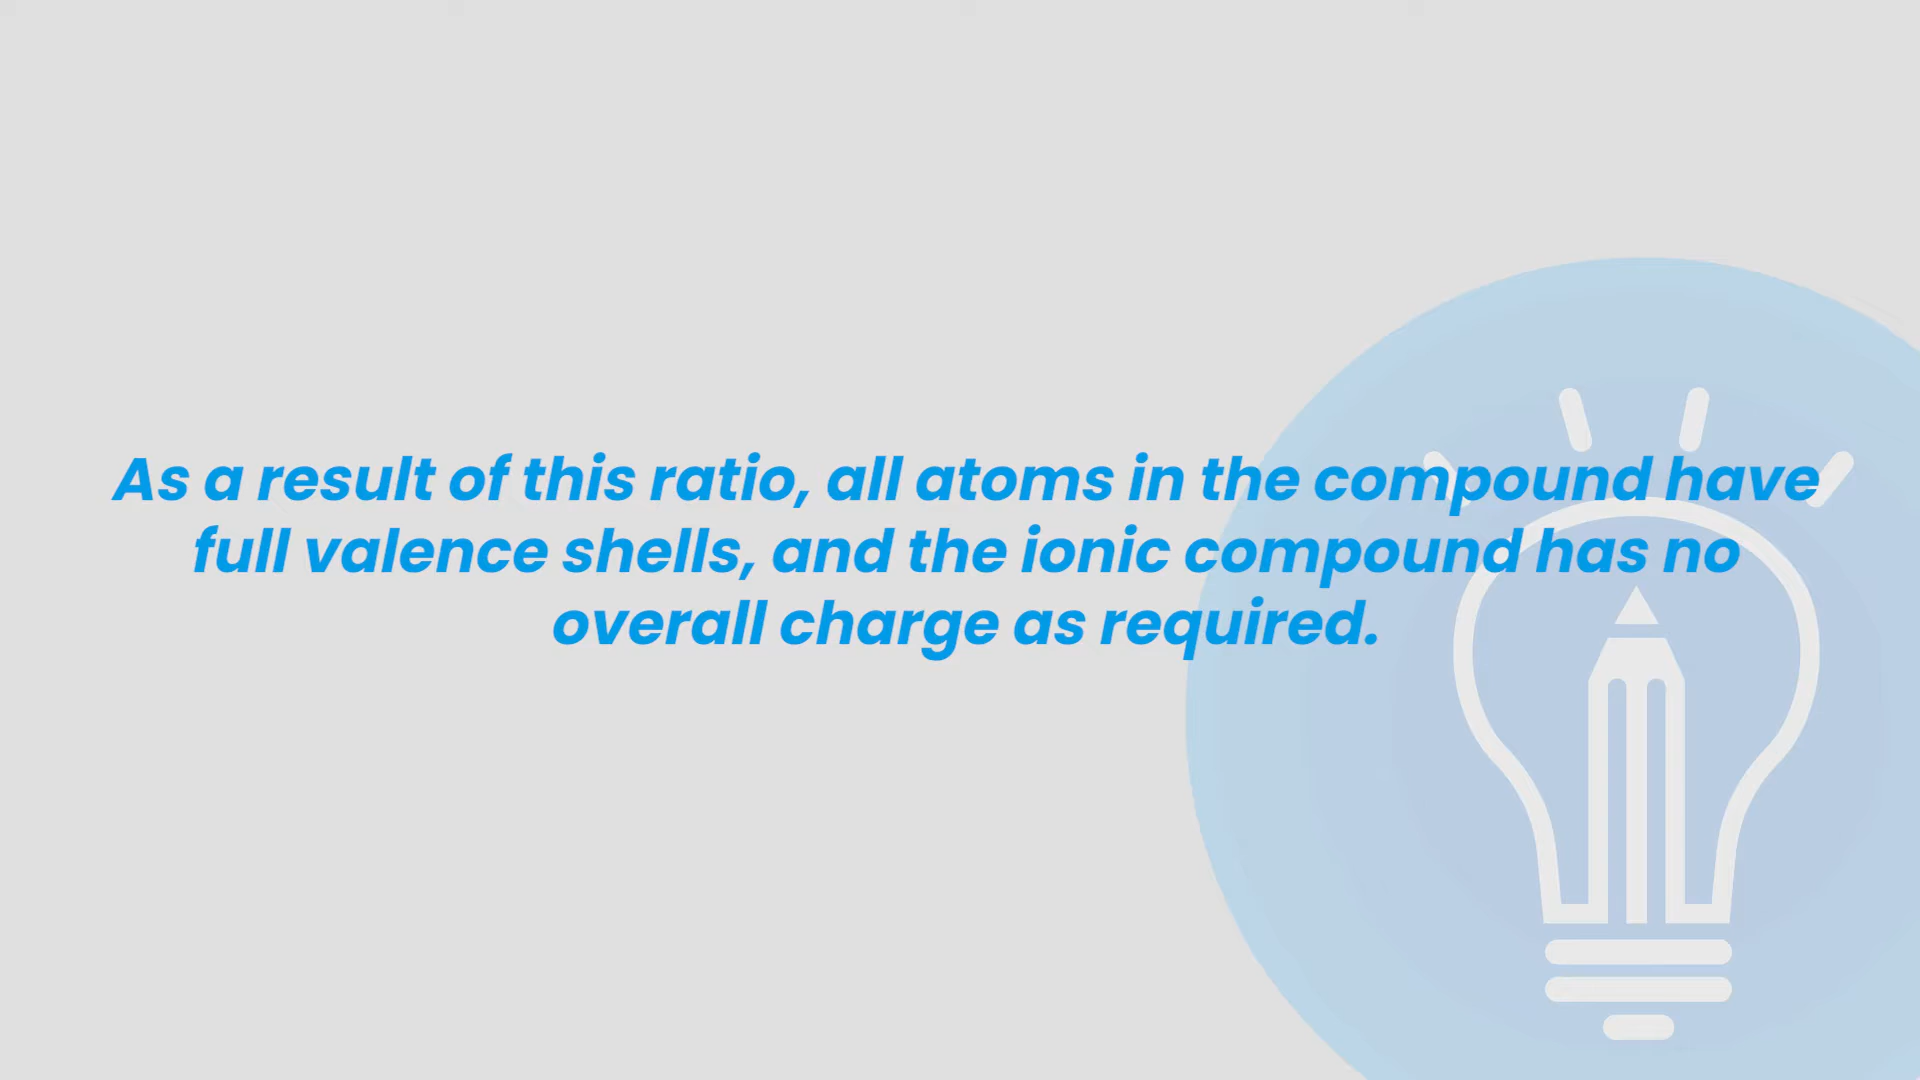 As a result of this ratio, all atoms in the compound have
full valence shells, and the ionic compound has no
overall charge as required.